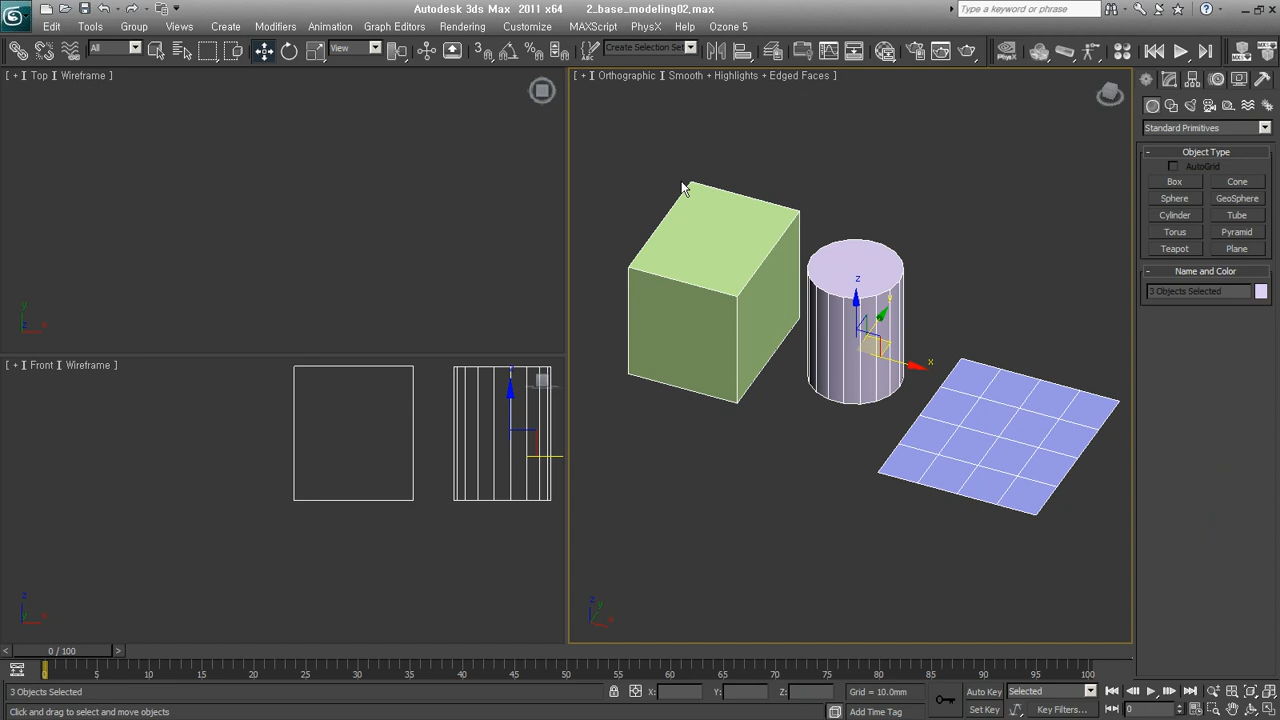 Autodesk 3ds Max 2011 x64 2_base_modeling02,max
Type a keyword or phrase
Edit Tools Group Views Create Modifiers Animation Graph Editors Rendering Customize MAXScript PhysX Ozone 5 Help
All View Create Selection Set
[ + ] Top ] Wireframe ]
[ + ] Orthographic ] Smooth + Highlights + Edged Faces ]
Standard Primitives
- Object Type
AutoGrid
Box Cone
Sphere GeoSphere
Cylinder Tube
Torus Pyramid
Teapot Plane
- Name and Color
3 Objects Selected
z
y
x
[ + ] Front ] Wireframe ]
0 / 100
0 5 10 15 20 25 30 35 40 45 50 55 60 65 70 75 80 85 90 95 100
3 Objects Selected X: Y: Z: Grid = 10.0mm Auto Key Selected
Click and drag to select and move objects Add Time Tag Set Key Key Filters... 0